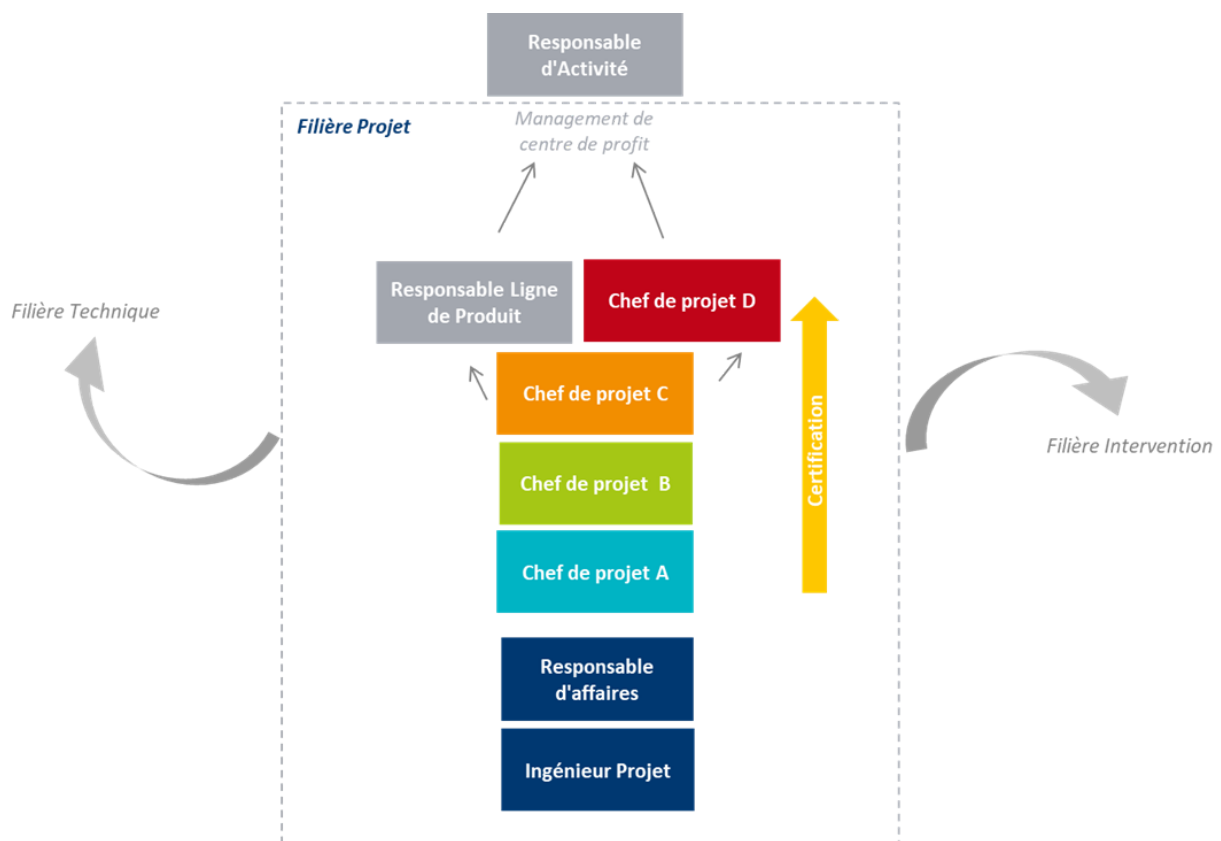 Responsable
d'Activité
Filière Projet
Management de
centre de profit
Responsable Ligne
de Produit
Chef de projet D
Filière Technique
Chef de projet C
Certification
Filière Intervention
Chef de projet  B
Chef de projet A
Responsable
d'affaires
Ingénieur Projet